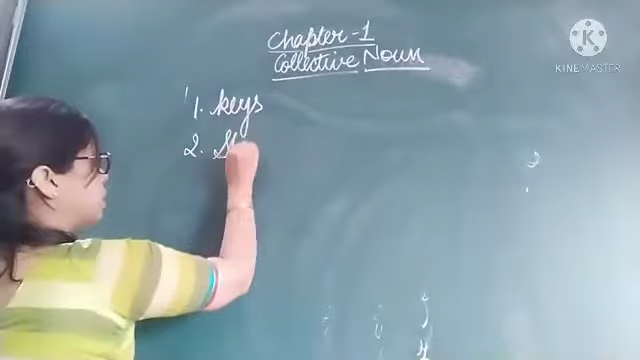 Chapter-1
Collective Noun
K
KINEMASTER
1. keys
2.